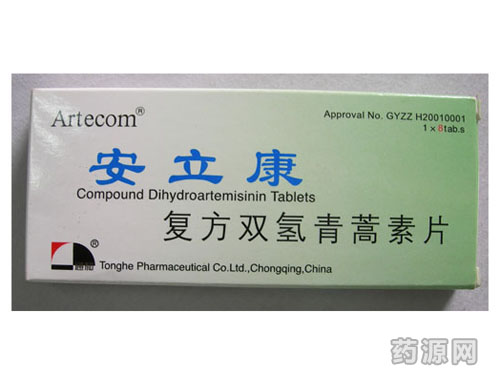 Artecom®
Approval No. GYZZ H20010001
1 x 8tab.s
安立康
Compound Dihydroartemisinin Tablets
复方双氢青蒿素片
®
Tonghe Pharmaceutical Co.Ltd.,Chongqing,China
药源网